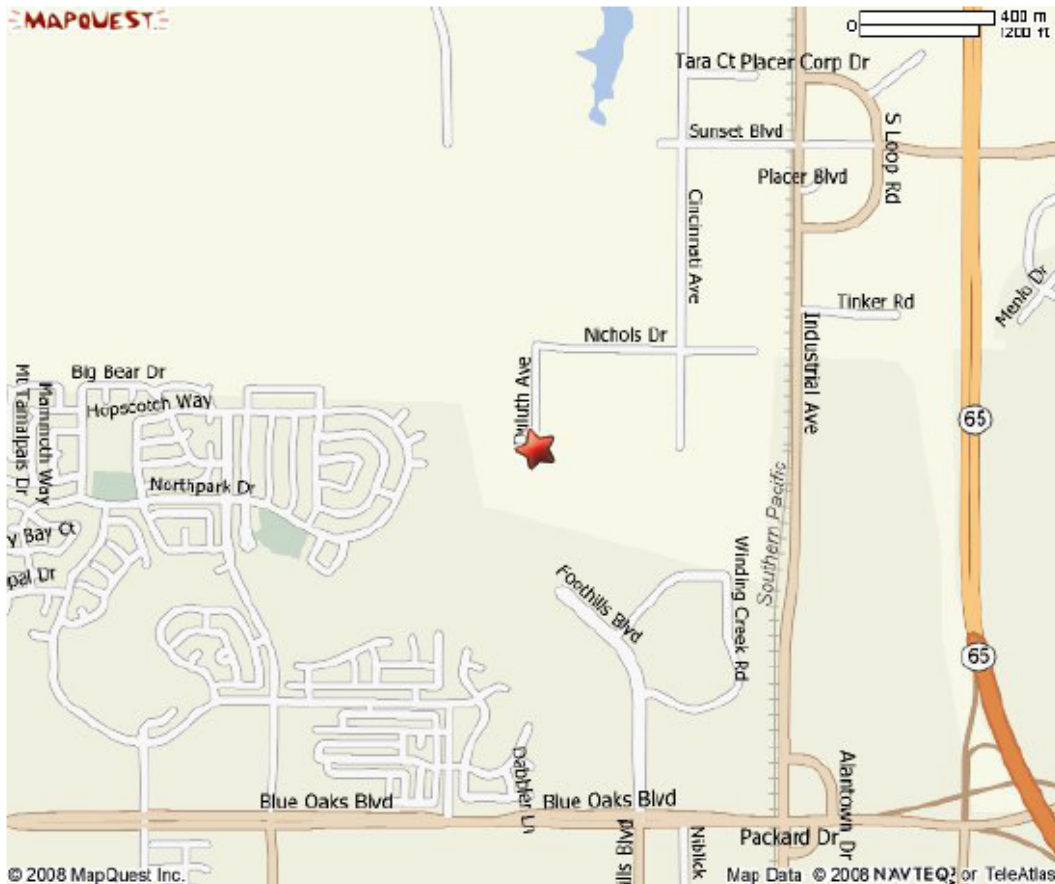 MAPQUEST
0
400 m
1200 ft
Tara Ct
Placer Corp Dr
Sunset Blvd
S Loop Rd
Placer Blvd
Cincinnati Ave
Menlo Dr
Tinker Rd
Nichols Dr
Industrial Ave
Duluth Ave
Big Bear Dr
Hopscotch Way
Mt Tamalpais Dr
Mammoth Way
65
Northpark Dr
Southern Pacific
y Bay Ct
pal Dr
Foothills Blvd
Winding Creek Rd
65
Dabbler Ln
Alantown Dr
Blue Oaks Blvd
Blue Oaks Blvd
Packard Dr
lls Blvd
Niblick
© 2008 MapQuest Inc.
Map Data © 2008 NAVTEQ or TeleAtlas